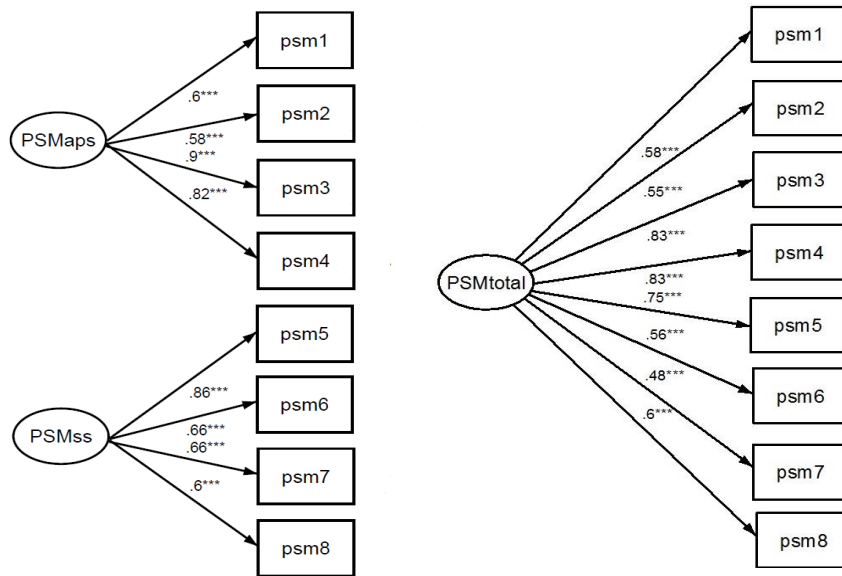 psm1
.6***
psm2
PSMaps
.58***
.9***
psm3
.82***
psm4
psm5
.86***
psm6
PSMss
.66***
.66***
psm7
.6***
psm8
psm1
psm2
.58***
psm3
.55***
.83***
psm4
PSMtotal
.83***
.75***
psm5
.56***
psm6
.48***
.6***
psm7
psm8